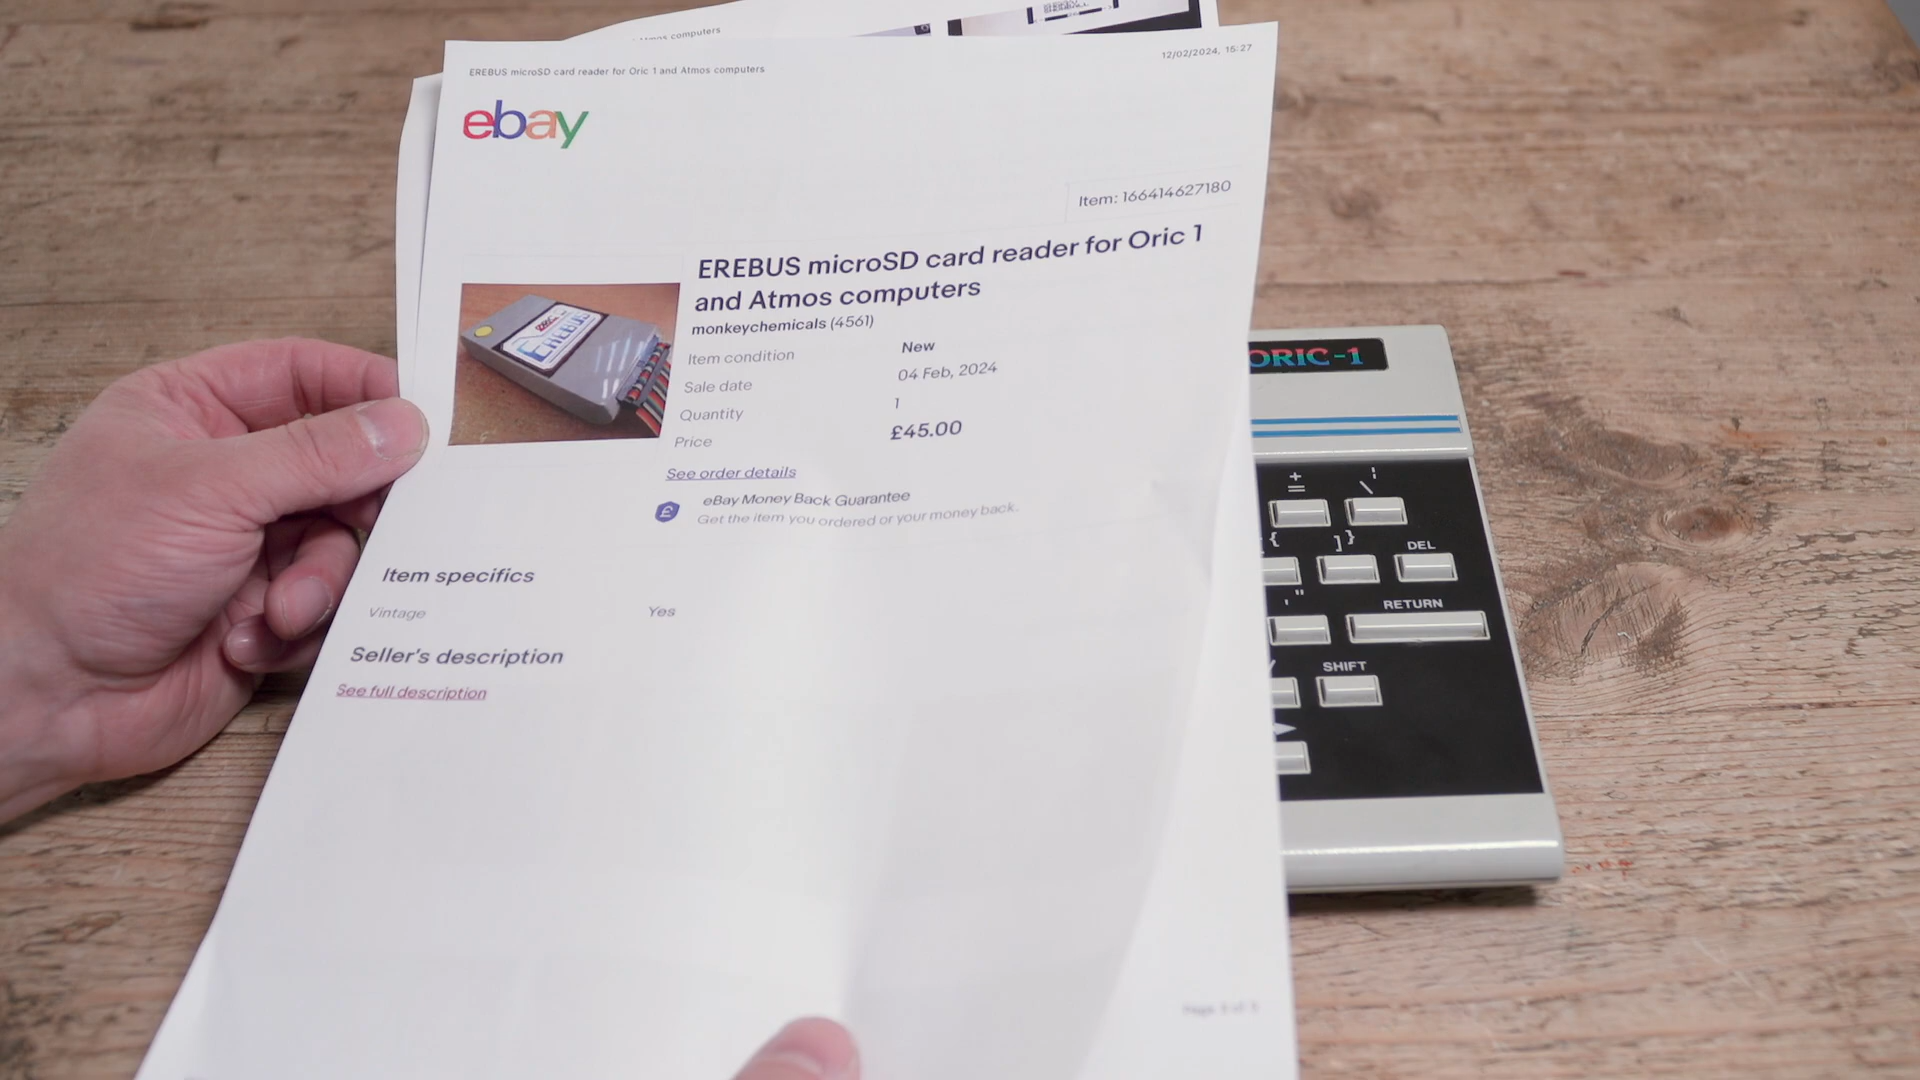 computers
EREBUS microSD card reader for Oric 1 and Atmos computers
12/02/2024, 15:27
ebay
Item: 166414627180
EREBUS microSD card reader for Oric 1
and Atmos computers
monkeychemicals (4561)
Item condition New
Sale date 04 Feb, 2024
Quantity 1
Price £45.00
See order details
£
eBay Money Back Guarantee
Get the item you ordered or your money back.
Item specifics
Vintage Yes
Seller's description
See full description
EREBUS
ORIC-1
+
=
\
{
] }
DEL
' "
RETURN
SHIFT